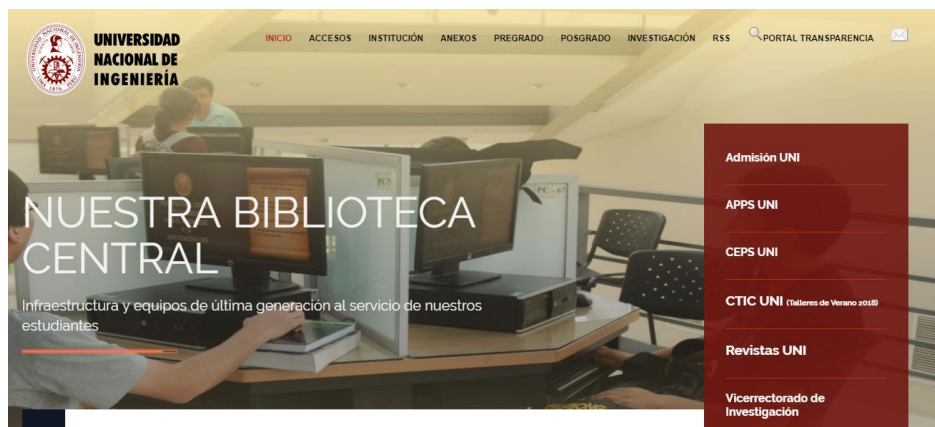 UNIVERSIDAD
NACIONAL DE
INGENIERÍA
INICIO ACCESOS INSTITUCIÓN ANEXOS PREGRADO POSGRADO INVESTIGACIÓN RSS PORTAL TRANSPARENCIA
NUESTRA BIBLIOTECA
CENTRAL
Infraestructura y equipos de última generación al servicio de nuestros
estudiantes
Admisión UNI
APPS UNI
CEPS UNI
CTIC UNI (Talleres de Verano 2018)
Revistas UNI
Vicerrectorado de
Investigación